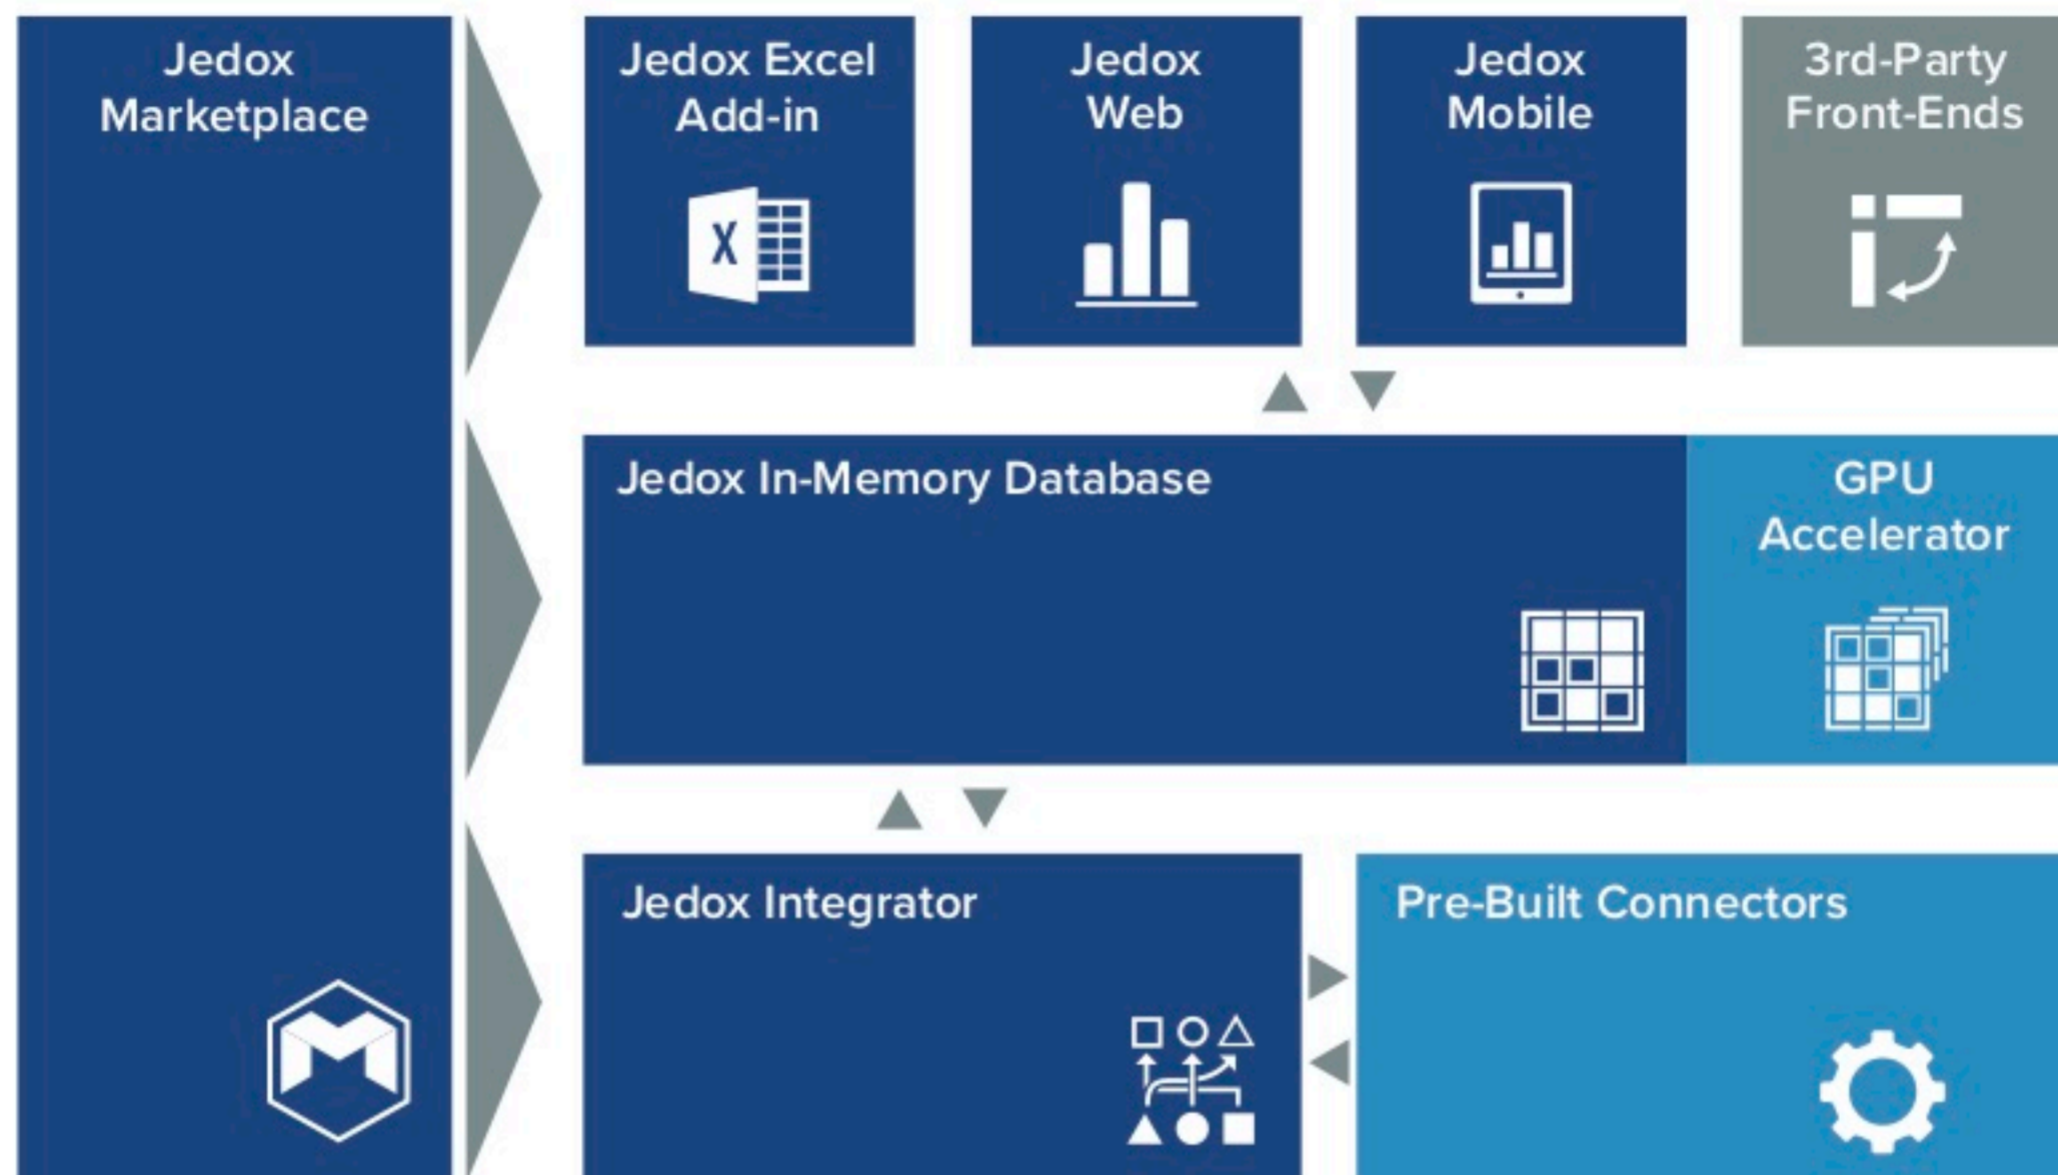 Jedox
Marketplace
Jedox Excel
Add-in
X
Jedox
Web
Jedox
Mobile
3rd-Party
Front-Ends
Jedox In-Memory Database
GPU
Accelerator
Jedox Integrator
Pre-Built Connectors
M